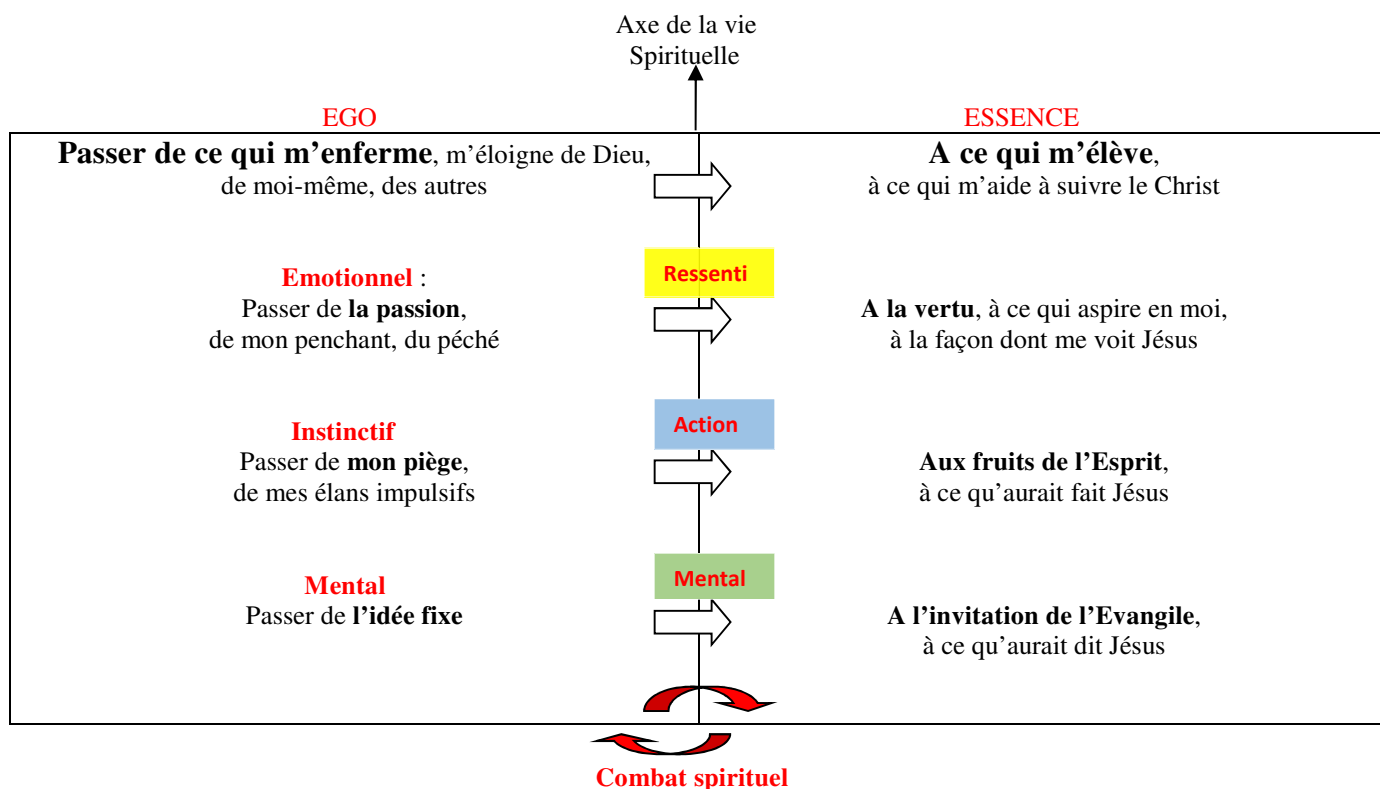 Axe de la vie
Spirituelle
EGO
ESSENCE
Passer de ce qui m'enferme, m'éloigne de Dieu,
de moi-même, des autres
A ce qui m'élève,
à ce qui m'aide à suivre le Christ
Ressenti
Emotionnel :
Passer de la passion,
de mon penchant, du péché
A la vertu, à ce qui aspire en moi,
à la façon dont me voit Jésus
Action
Instinctif
Passer de mon piège,
de mes élans impulsifs
Aux fruits de l’Esprit,
à ce qu’aurait fait Jésus
Mental
Mental
Passer de l’idée fixe
A l’invitation de l’Evangile,
à ce qu’aurait dit Jésus
Combat spirituel